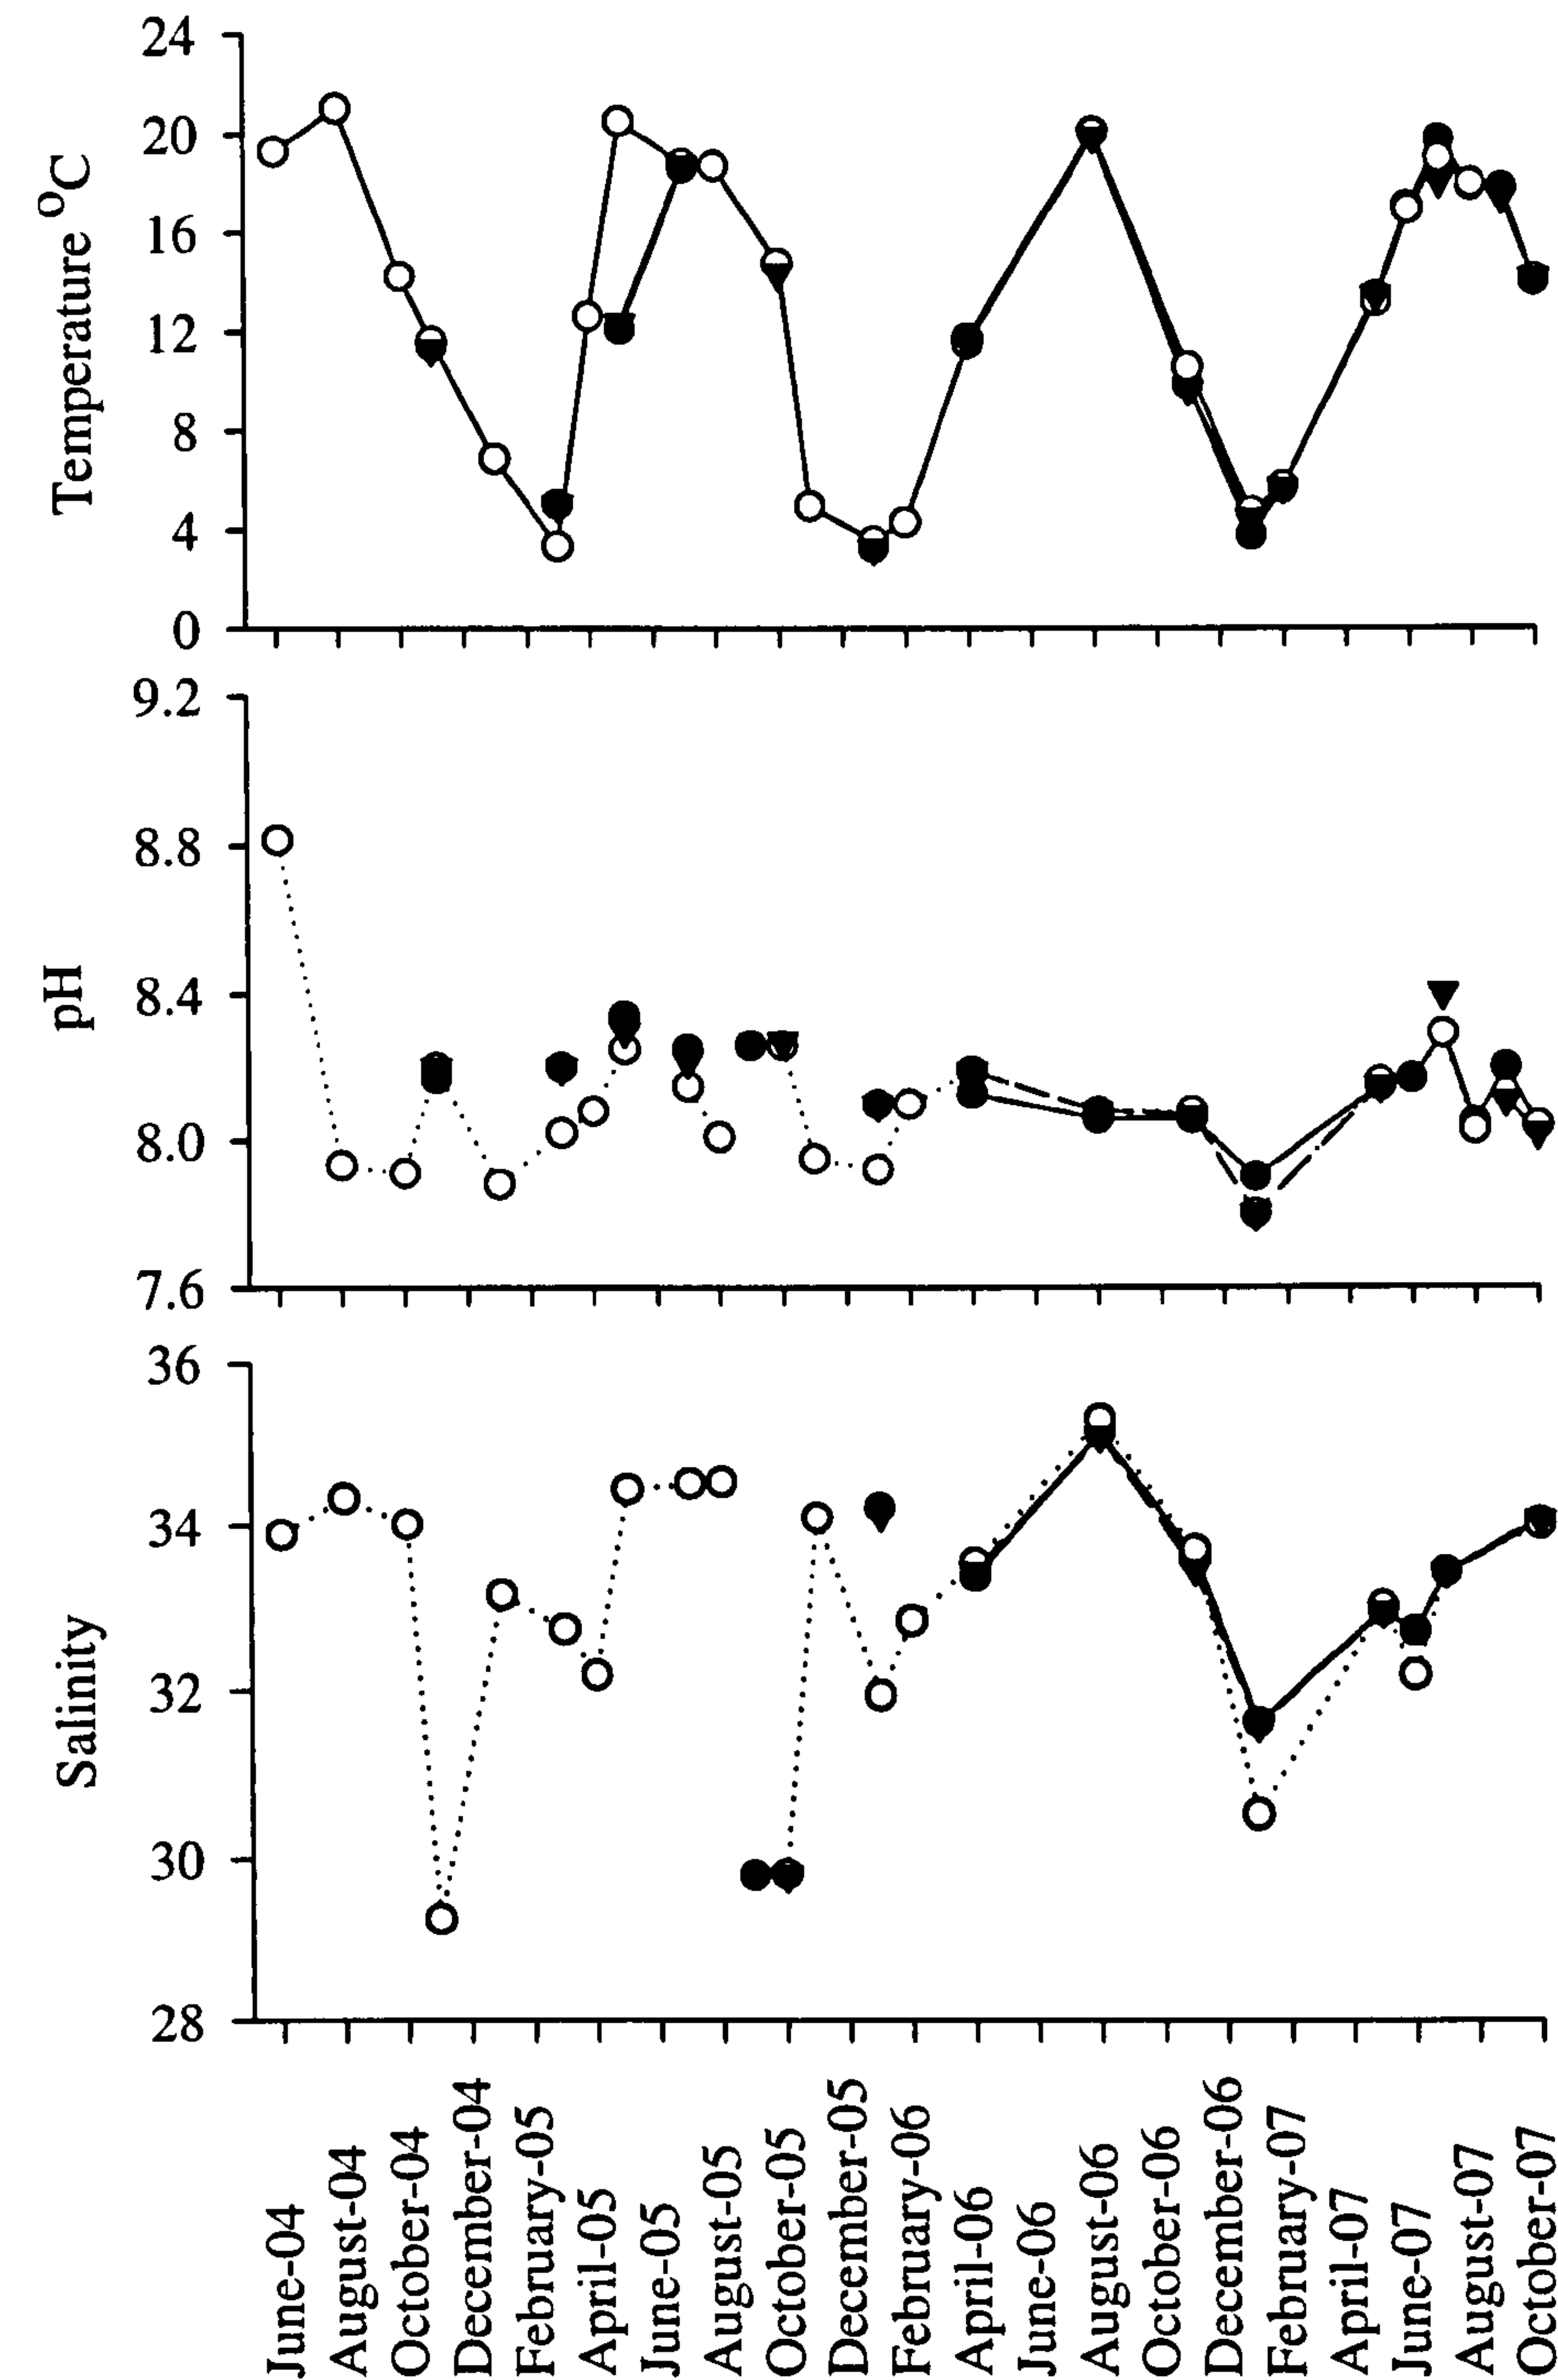 Temperature °C
24
20
16
12
8
4
0
pH
9.2
8.8
8.4
8.0
7.6
Salinity
36
34
32
30
28
June-04
August-04
October-04
December-04
February-05
April-05
June-05
August-05
October-05
December-05
February-06
April-06
June-06
August-06
October-06
December-06
February-07
April-07
June-07
August-07
October-07